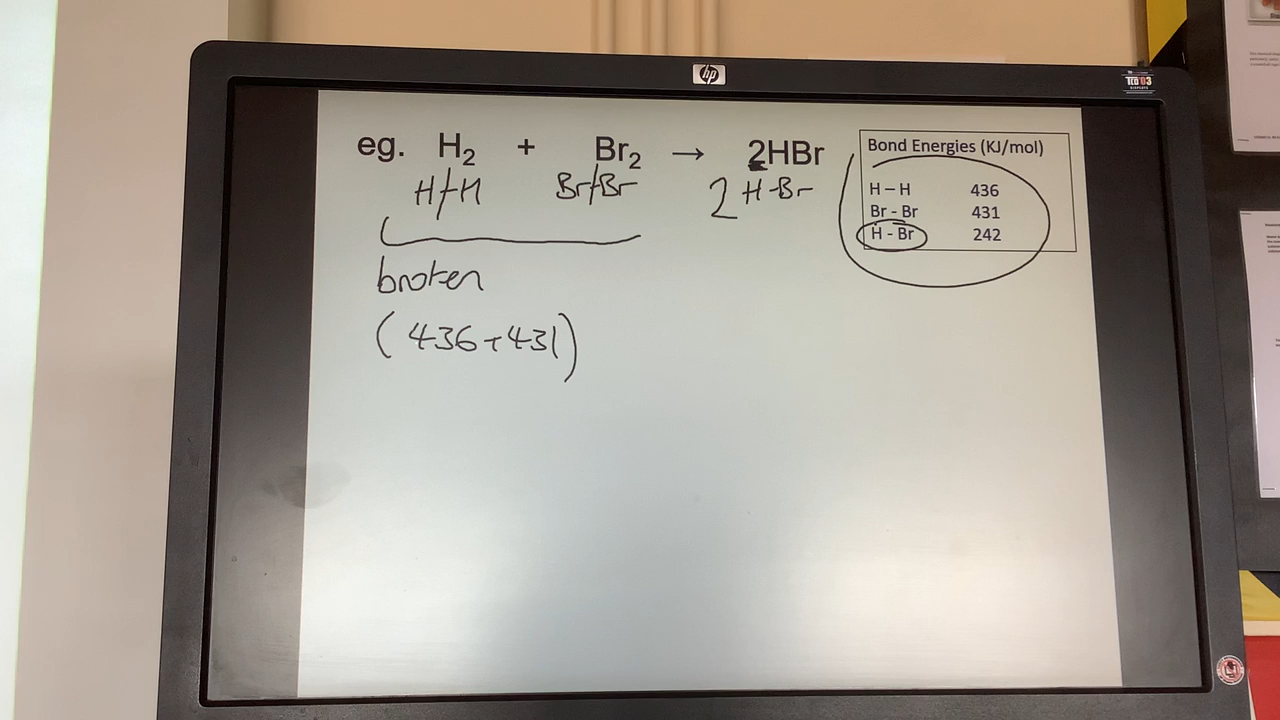 hp
eg. H₂ + Br₂ → 2HBr
H-H Br-Br 2 H-Br
broken
(436+431)
Bond Energies (KJ/mol)
H – H 436
Br - Br 431
H - Br 242